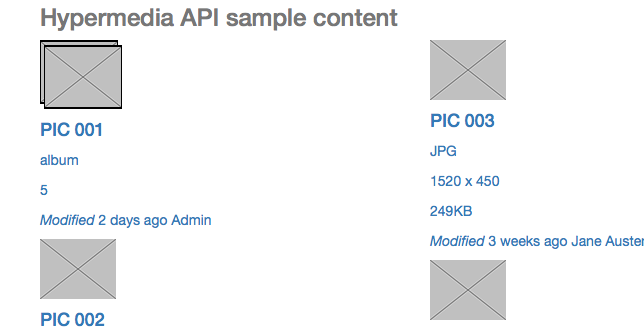 Hypermedia API sample content
PIC 001
album
5
Modified 2 days ago Admin
PIC 002
PIC 003
JPG
1520 x 450
249KB
Modified 3 weeks ago Jane Auster